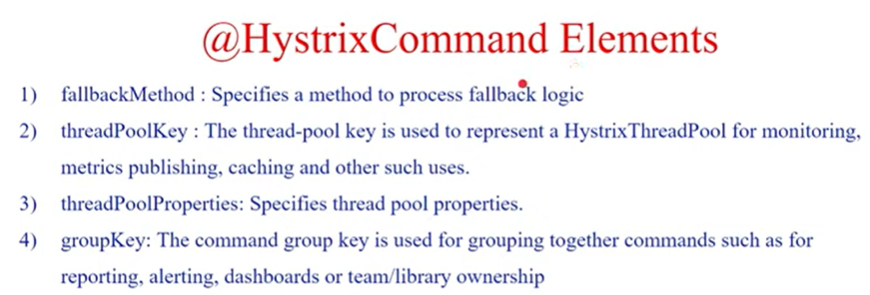 @HystrixCommand Elements
1) fallbackMethod : Specifies a method to process fallback logic
2) threadPoolKey : The thread-pool key is used to represent a HystrixThreadPool for monitoring,
metrics publishing, caching and other such uses.
3) threadPoolProperties: Specifies thread pool properties.
4) groupKey: The command group key is used for grouping together commands such as for
reporting, alerting, dashboards or team/library ownership